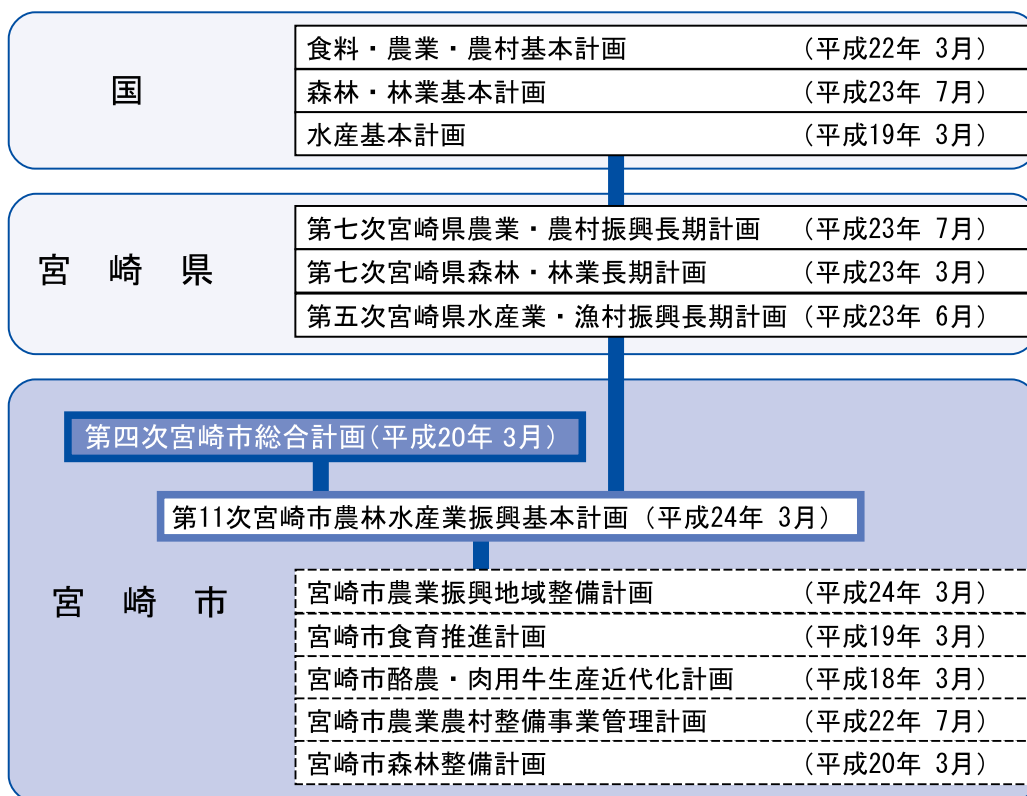 国
食料・農業・農村基本計画 (平成22年 3月)
森林・林業基本計画 (平成23年 7月)
水産基本計画 (平成19年 3月)
宮崎県
第七次宮崎県農業・農村振興長期計画 (平成23年 7月)
第七次宮崎県森林・林業長期計画 (平成23年 3月)
第五次宮崎県水産業・漁村振興長期計画 (平成23年 6月)
第四次宮崎市総合計画(平成20年 3月)
第11次宮崎市農林水産業振興基本計画 (平成24年 3月)
宮崎市
宮崎市農業振興地域整備計画 (平成24年 3月)
宮崎市食育推進計画 (平成19年 3月)
宮崎市酪農・肉用牛生産近代化計画 (平成18年 3月)
宮崎市農業農村整備事業管理計画 (平成22年 7月)
宮崎市森林整備計画 (平成20年 3月)